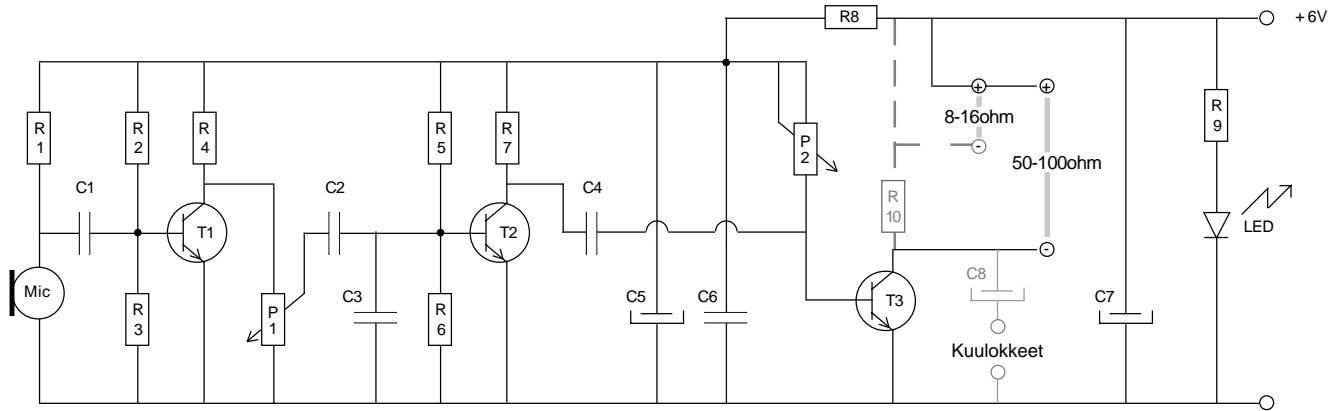 R8
+ 6V
R
1
R
2
R
4
R
5
R
7
P
2
8-16ohm
R
9
C1
C2
C4
50-100ohm
R
10
T1
T2
LED
Mic
R
3
P
1
C3
R
6
C5
C6
T3
C8
C7
Kuulokkeet